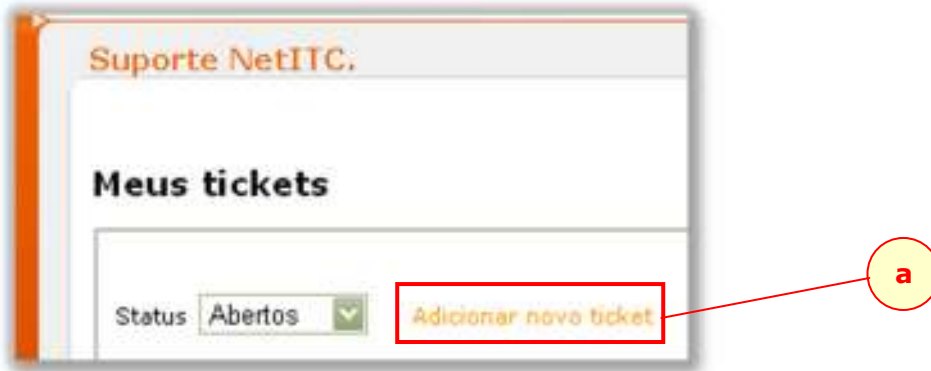 Suporte NetITC.
Meus tickets
Status Abertos Adicionar novo ticket
a